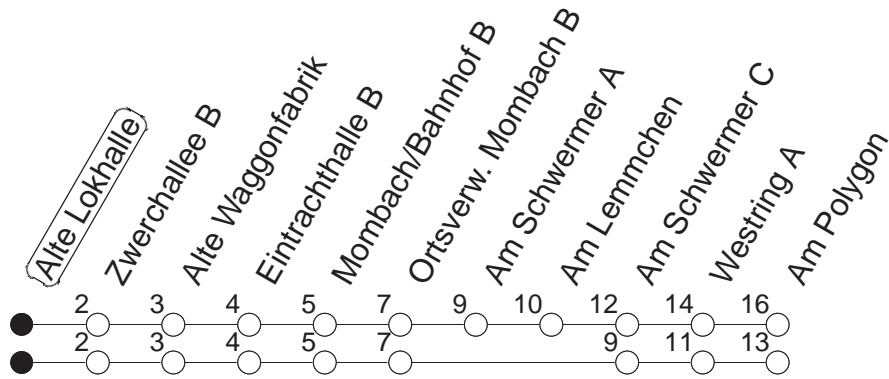 Alte Lokhalle
Zwerchallee B
Alte Waggonfabrik
Eintrachthalle B
Mombach/Bahnhof B
Ortsverw. Mombach B
Am Schwermer A
Am Lemmchen
Am Schwermer C
Westring A
Am Polygon
2 3 4 5 7 9 10 12 14 16
2 3 4 5 7 9 11 13